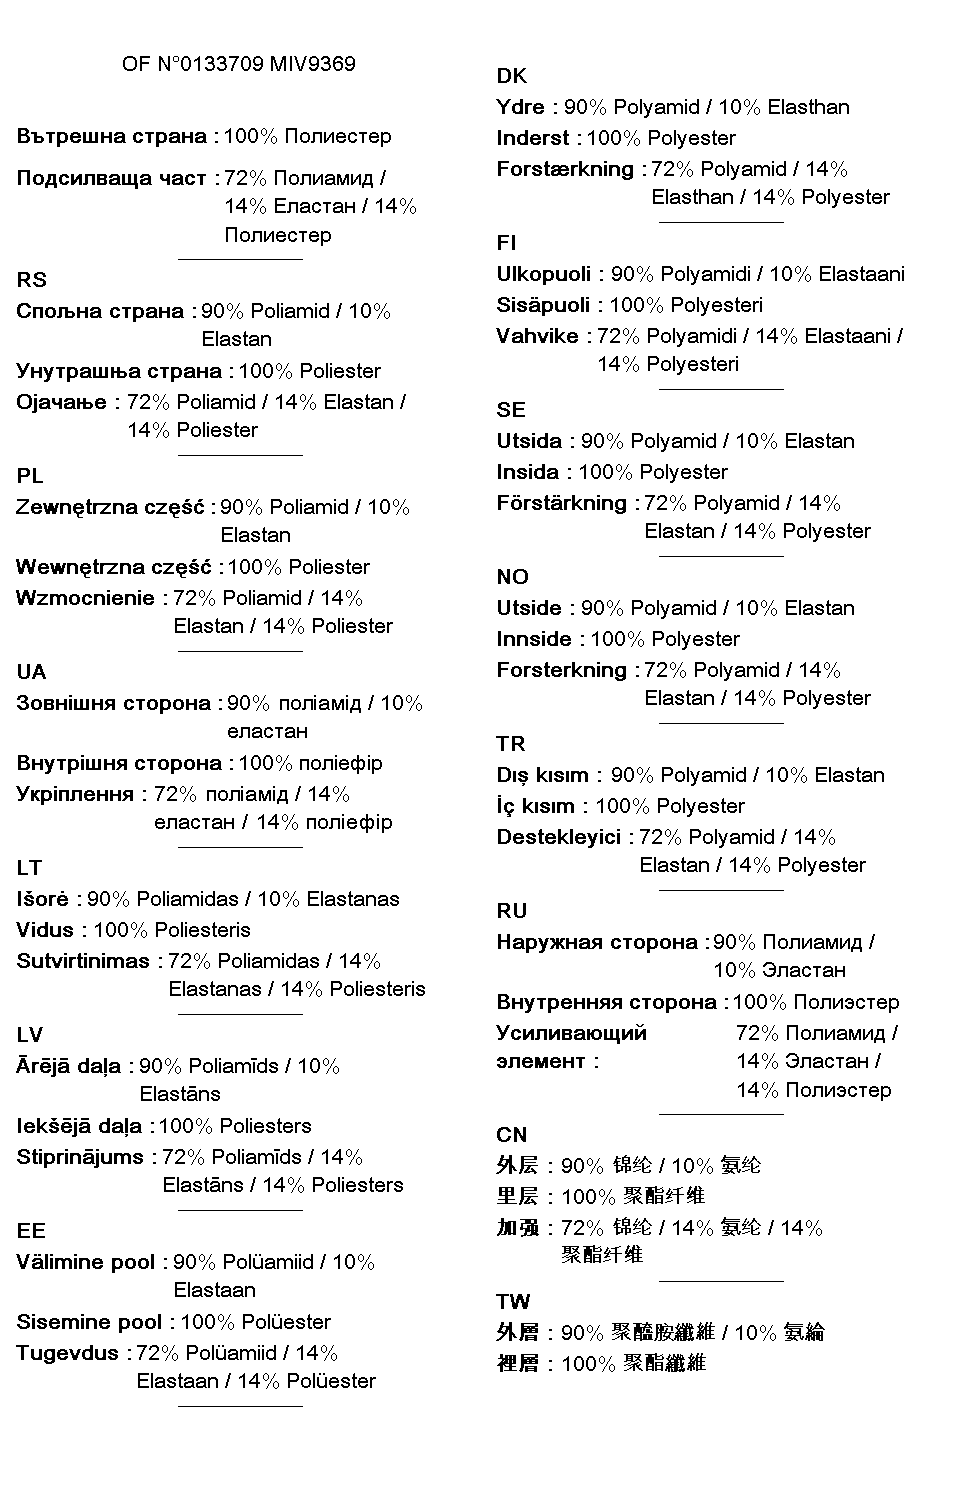 OF N°0133709 MIV9369
Вътрешна страна : 100% Полиестер
Подсилваща част : 72% Полиамид /
14% Еластан / 14%
Полиестер
RS
Спољна страна : 90% Poliamid / 10%
Elastan
Унутрашња страна : 100% Poliester
Ојачање : 72% Poliamid / 14% Elastan /
14% Poliester
PL
Zewnętrzna część : 90% Poliamid / 10%
Elastan
Wewnętrzna część : 100% Poliester
Wzmocnienie : 72% Poliamid / 14%
Elastan / 14% Poliester
UA
Зовнішня сторона : 90% поліамід / 10%
еластан
Внутрішня сторона : 100% поліефір
Укріплення : 72% поліамід / 14%
еластан / 14% поліефір
LT
Išorė : 90% Poliamidas / 10% Elastanas
Vidus : 100% Poliesteris
Sutvirtinimas : 72% Poliamidas / 14%
Elastanas / 14% Poliesteris
LV
Ārējā daļa : 90% Poliamīds / 10%
Elastāns
Iekšējā daļa : 100% Poliesters
Stiprinājums : 72% Poliamīds / 14%
Elastāns / 14% Poliesters
EE
Välimine pool : 90% Polüamiid / 10%
Elastaan
Sisemine pool : 100% Polüester
Tugevdus : 72% Polüamiid / 14%
Elastaan / 14% Polüester
DK
Ydre : 90% Polyamid / 10% Elasthan
Inderst : 100% Polyester
Forstærkning : 72% Polyamid / 14%
Elasthan / 14% Polyester
FI
Ulkopuoli : 90% Polyamidi / 10% Elastaani
Sisäpuoli : 100% Polyesteri
Vahvike : 72% Polyamidi / 14% Elastaani /
14% Polyesteri
SE
Utsida : 90% Polyamid / 10% Elastan
Insida : 100% Polyester
Förstärkning : 72% Polyamid / 14%
Elastan / 14% Polyester
NO
Utside : 90% Polyamid / 10% Elastan
Innside : 100% Polyester
Forsterkning : 72% Polyamid / 14%
Elastan / 14% Polyester
TR
Dış kısım : 90% Polyamid / 10% Elastan
İç kısım : 100% Polyester
Destekleyici : 72% Polyamid / 14%
Elastan / 14% Polyester
RU
Наружная сторона : 90% Полиамид /
10% Эластан
Внутренняя сторона : 100% Полиэстер
Усиливающий 72% Полиамид /
элемент : 14% Эластан /
14% Полиэстер
CN
外层 : 90% 锦纶 / 10% 氨纶
里层 : 100% 聚酯纤维
加强 : 72% 锦纶 / 14% 氨纶 / 14%
聚酯纤维
TW
外層 : 90% 聚醯胺纖維 / 10% 氨綸
裡層 : 100% 聚酯纖維